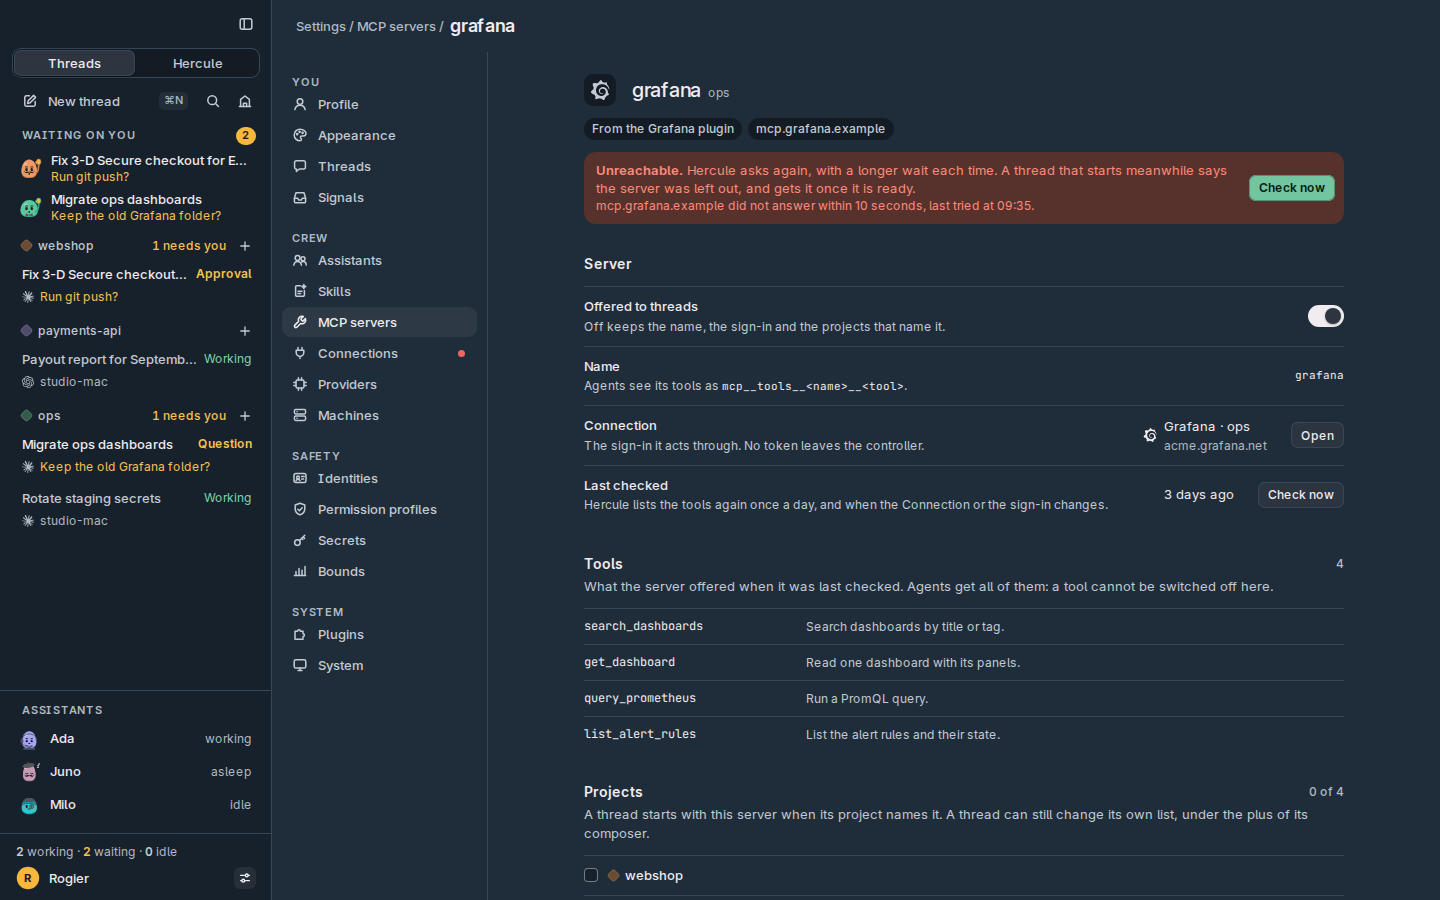 Threads
Hercule
New thread
⌘N
WAITING ON YOU
2
Fix 3-D Secure checkout for E...
Run git push?
Migrate ops dashboards
Keep the old Grafana folder?
webshop
1 needs you
Fix 3-D Secure checkout...
Approval
Run git push?
payments-api
Payout report for Septemb...
Working
studio-mac
ops
1 needs you
Migrate ops dashboards
Question
Keep the old Grafana folder?
Rotate staging secrets
Working
studio-mac
ASSISTANTS
Ada
working
Juno
asleep
Milo
idle
2 working · 2 waiting · 0 idle
R
Rogier
Settings / MCP servers / grafana
YOU
Profile
Appearance
Threads
Signals
CREW
Assistants
Skills
MCP servers
Connections
Providers
Machines
SAFETY
Identities
Permission profiles
Secrets
Bounds
SYSTEM
Plugins
System
grafana ops
From the Grafana plugin
mcp.grafana.example
Unreachable. Hercule asks again, with a longer wait each time. A thread that starts meanwhile says
the server was left out, and gets it once it is ready.
mcp.grafana.example did not answer within 10 seconds, last tried at 09:35.
Check now
Server
Offered to threads
Off keeps the name, the sign-in and the projects that name it.
Name
Agents see its tools as mcp__tools__<name>__<tool>.
grafana
Connection
The sign-in it acts through. No token leaves the controller.
Grafana · ops
acme.grafana.net
Open
Last checked
Hercule lists the tools again once a day, and when the Connection or the sign-in changes.
3 days ago
Check now
Tools
4
What the server offered when it was last checked. Agents get all of them: a tool cannot be switched off here.
search_dashboards
Search dashboards by title or tag.
get_dashboard
Read one dashboard with its panels.
query_prometheus
Run a PromQL query.
list_alert_rules
List the alert rules and their state.
Projects
0 of 4
A thread starts with this server when its project names it. A thread can still change its own list, under the plus of its
composer.
webshop